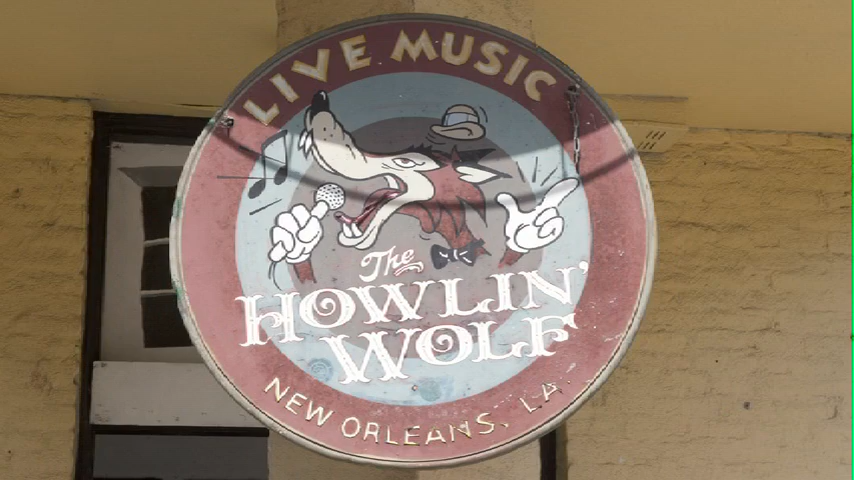 LIVE MUSIC
The
HOWLIN'
WOLF
NEW ORLEANS, LA.